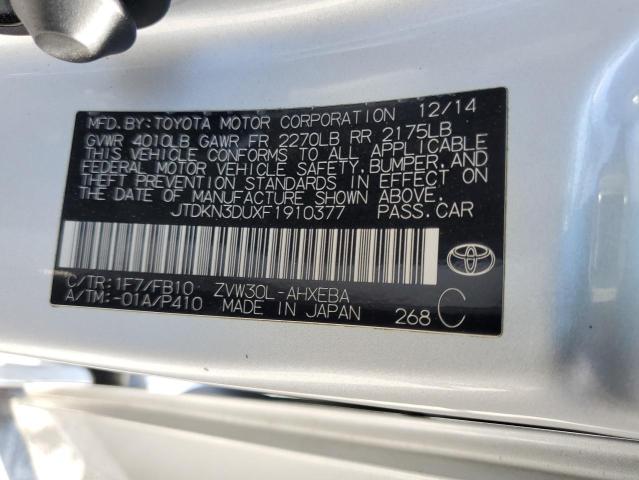 MFD. BY: TOYOTA MOTOR CORPORATION 12/14
GVWR 4010LB GAWR FR 2270LB RR 2175LB
THIS VEHICLE CONFORMS TO ALL APPLICABLE
FEDERAL MOTOR VEHICLE SAFETY, BUMPER, AND
THEFT PREVENTION STANDARDS IN EFFECT ON
THE DATE OF MANUFACTURE SHOWN ABOVE.
JTDKN3DUXF1910377 PASS. CAR
C/TR: 1F7/FB10 ZVW30L-AHXEBA
A/TM: -01A/P410 MADE IN JAPAN 268 C